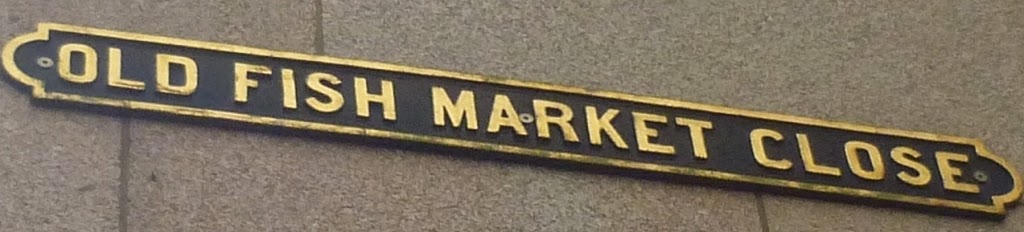 OLD FISH MARKET CLOSE